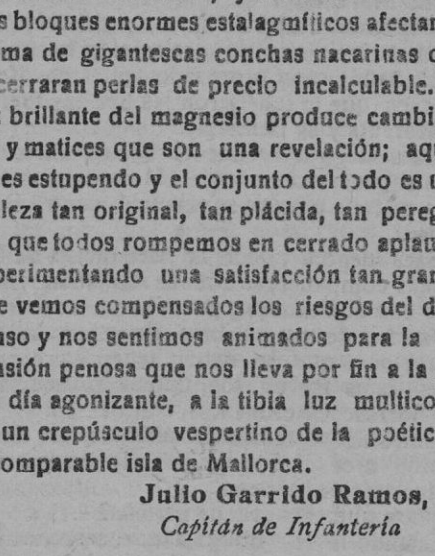 s bloques enormes estalagmíticos afectan
ma de gigantescas conchas nacarinas
cerraran perlas de precio incalculable.
brillante del magnesio produce cambi
y matices que son una revelación; aqu
es estupendo y el conjunto del todo es u
leza tan original, tan plácida, tan pereg
que todos rompemos en cerrado aplau
perimentando una satisfacción tan gran
e vemos compensados los riesgos del d
nso y nos sentimos animados para la
nsión penosa que nos lleva por fin a la
día agonizante, a la tibia luz multico
un crepúsculo vespertino de la poétic
omparable isla de Mallorca.
Julio Garrido Ramos,
Capitán de Infantería